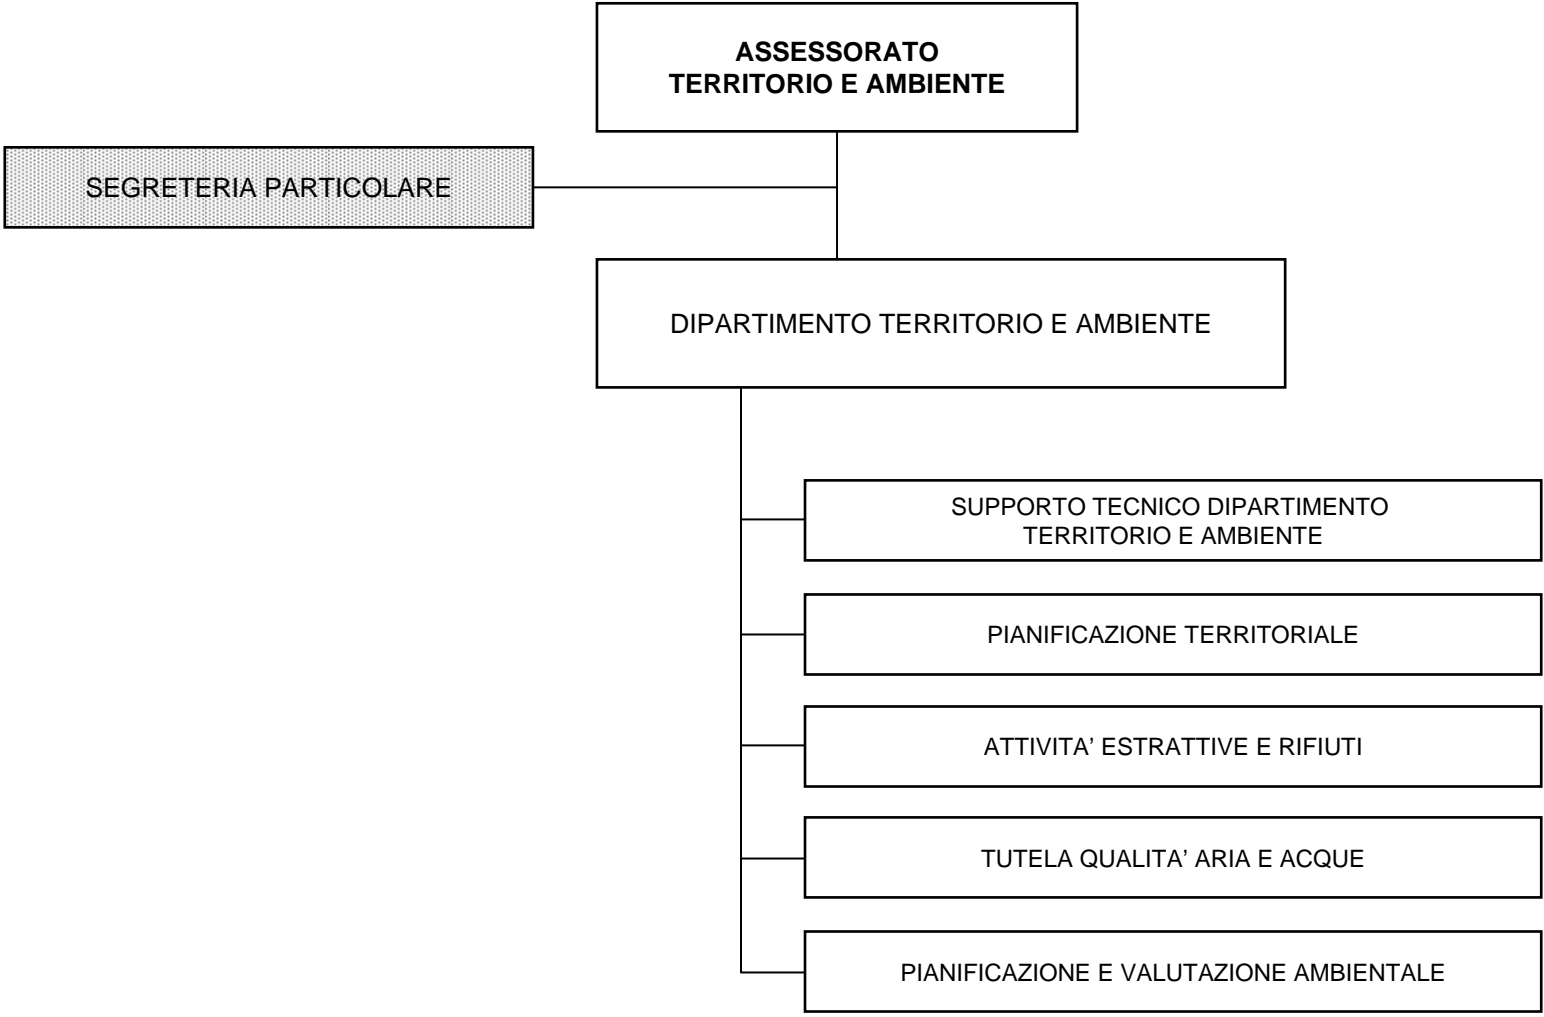 ASSESSORATO
TERRITORIO E AMBIENTE
SEGRETERIA PARTICOLARE
DIPARTIMENTO TERRITORIO E AMBIENTE
SUPPORTO TECNICO DIPARTIMENTO
TERRITORIO E AMBIENTE
PIANIFICAZIONE TERRITORIALE
ATTIVITA’ ESTRATTIVE E RIFIUTI
TUTELA QUALITA’ ARIA E ACQUE
PIANIFICAZIONE E VALUTAZIONE AMBIENTALE